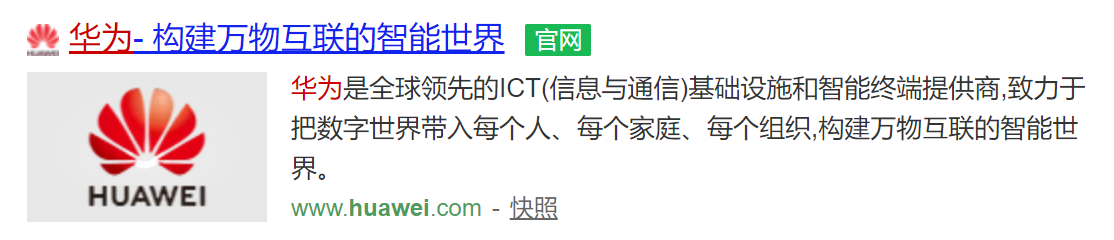 华为- 构建万物互联的智能世界 官网
华为是全球领先的ICT(信息与通信)基础设施和智能终端提供商,致力于
把数字世界带入每个人、每个家庭、每个组织,构建万物互联的智能世
界。
HUAWEI
www.huawei.com - 快照